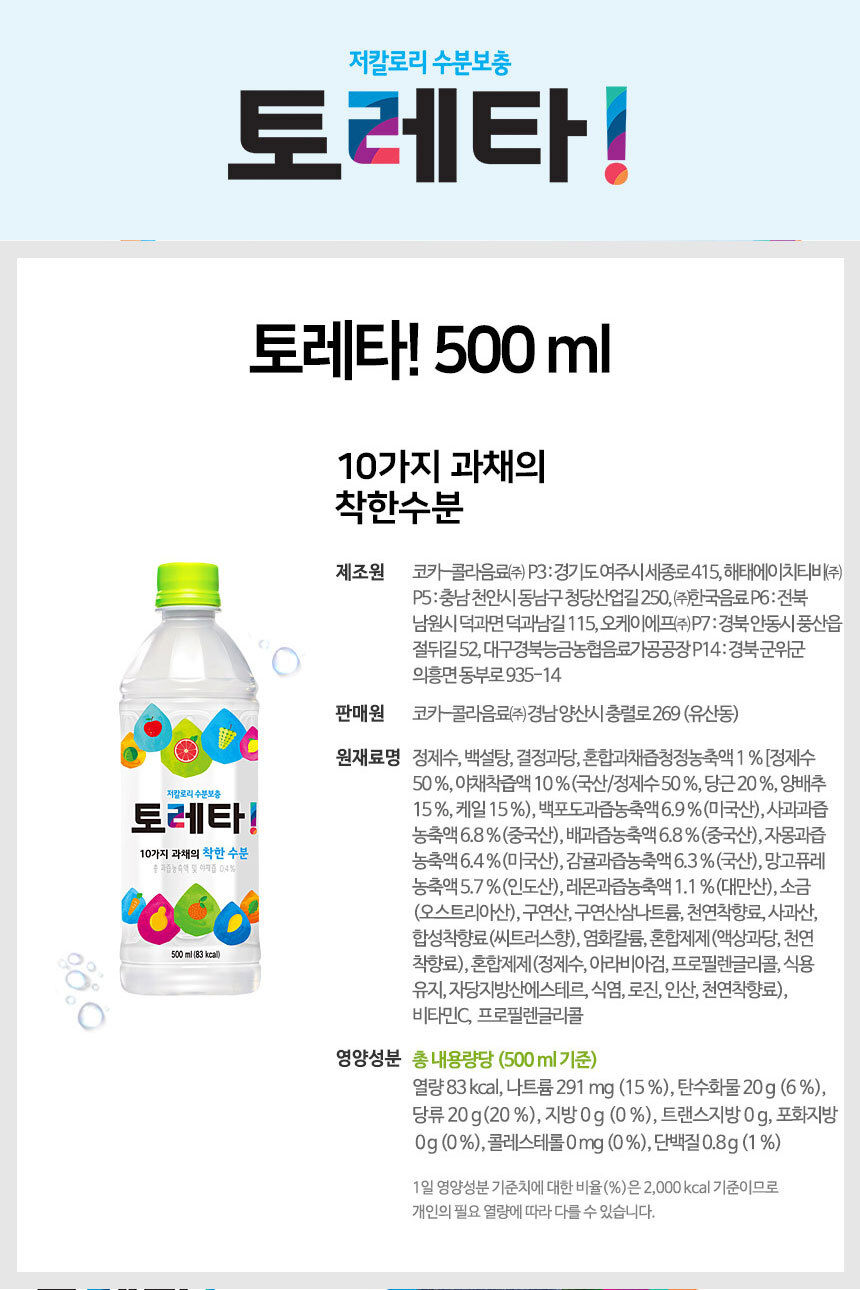 저칼로리 수분보충
토레타!
토레타! 500 ml
10가지 과채의
착한수분
제조원 코카-콜라음료㈜ P3 : 경기도 여주시 세종로 415, 해태에이치티비㈜
P5 : 충남 천안시 동남구 청당산업길 250, ㈜한국음료 P6 : 전북
남원시 덕과면 덕과남길 115, 오케이에프㈜ P7 : 경북 안동시 풍산읍
절뒤길 52, 대구경북능금농협음료가공공장 P14 : 경북 군위군
의흥면 동부로 935-14
판매원 코카-콜라음료㈜ 경남 양산시 충렬로 269 (유산동)
원재료명 정제수, 백설탕, 결정과당, 혼합과채즙청정농축액 1 % [정제수
50 %, 야채착즙액 10 % (국산/정제수 50 %, 당근 20 %, 양배추
15 %, 케일 15 %), 백포도과즙농축액 6.9 % (미국산), 사과과즙
농축액 6.8 % (중국산), 배과즙농축액 6.8 % (중국산), 자몽과즙
농축액 6.4 % (미국산), 감귤과즙농축액 6.3 % (국산), 망고퓨레
농축액 5.7 % (인도산), 레몬과즙농축액 1.1 % (대만산), 소금
(오스트리아산), 구연산, 구연산삼나트륨, 천연착향료, 사과산,
합성착향료 (씨트러스향), 염화칼륨, 혼합제제 (액상과당, 천연
착향료), 혼합제제 (정제수, 아라비아검, 프로필렌글리콜, 식용
유지, 자당지방산에스테르, 식염, 로진, 인산, 천연착향료),
비타민C, 프로필렌글리콜
영양성분 총 내용량당 (500 ml 기준)
열량 83 kcal, 나트륨 291 mg (15 %), 탄수화물 20 g (6 %),
당류 20 g (20 %), 지방 0 g (0 %), 트랜스지방 0 g, 포화지방
0 g (0 %), 콜레스테롤 0 mg (0 %), 단백질 0.8 g (1 %)
1일 영양성분 기준치에 대한 비율(%)은 2,000 kcal 기준이므로
개인의 필요 열량에 따라 다를 수 있습니다.
저칼로리 수분보충
토레타!
10가지 과채의 착한 수분
총 과즙농축액 및 야채즙 0.4%
500 ml (83 kcal)